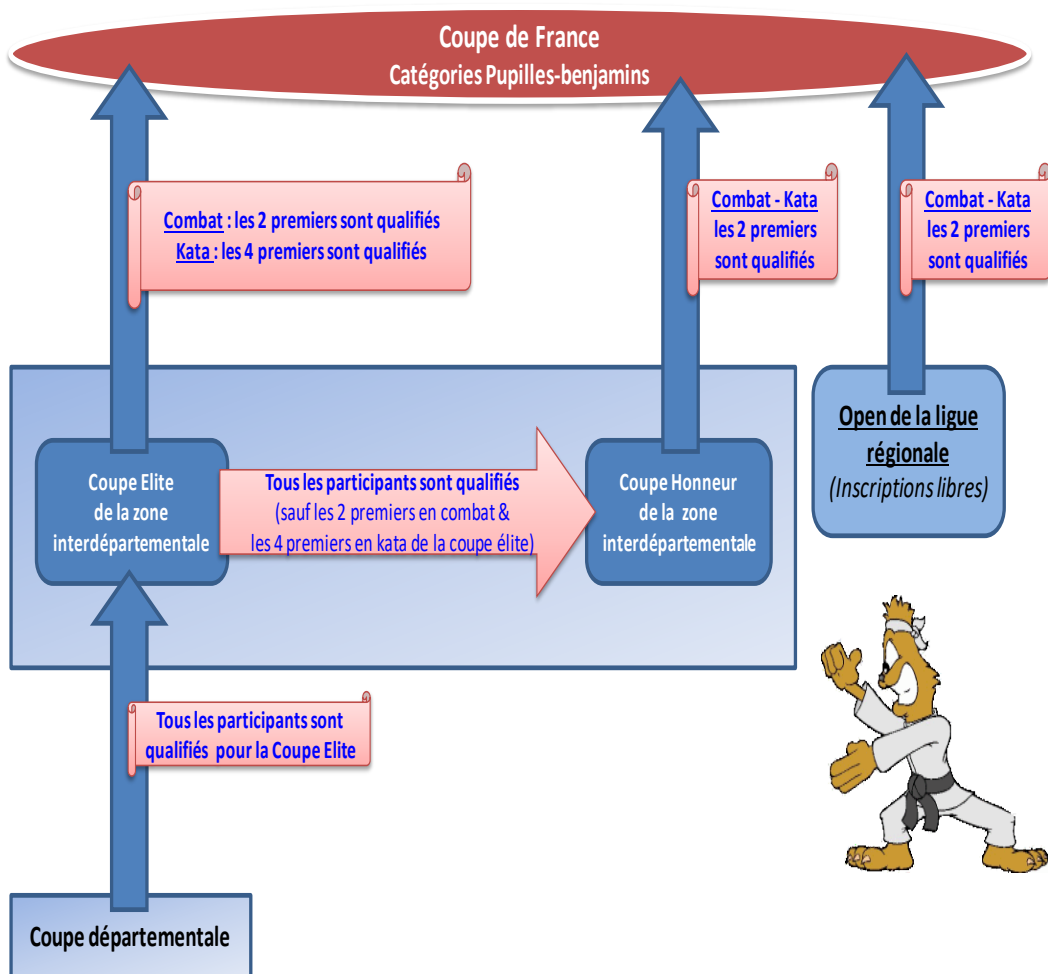 Coupe de France
Catégories Pupilles-benjamins
Combat : les 2 premiers sont qualifiés
Kata : les 4 premiers sont qualifiés
Combat - Kata
les 2 premiers
sont qualifiés
Combat - Kata
les 2 premiers
sont qualifiés
Coupe Elite
de la zone
interdépartementale
Tous les participants sont qualifiés
(sauf les 2 premiers en combat &
les 4 premiers en kata de la coupe élite)
Coupe Honneur
de la zone
interdépartementale
Open de la ligue
régionale
(Inscriptions libres)
Tous les participants sont
qualifiés pour la Coupe Elite
Coupe départementale